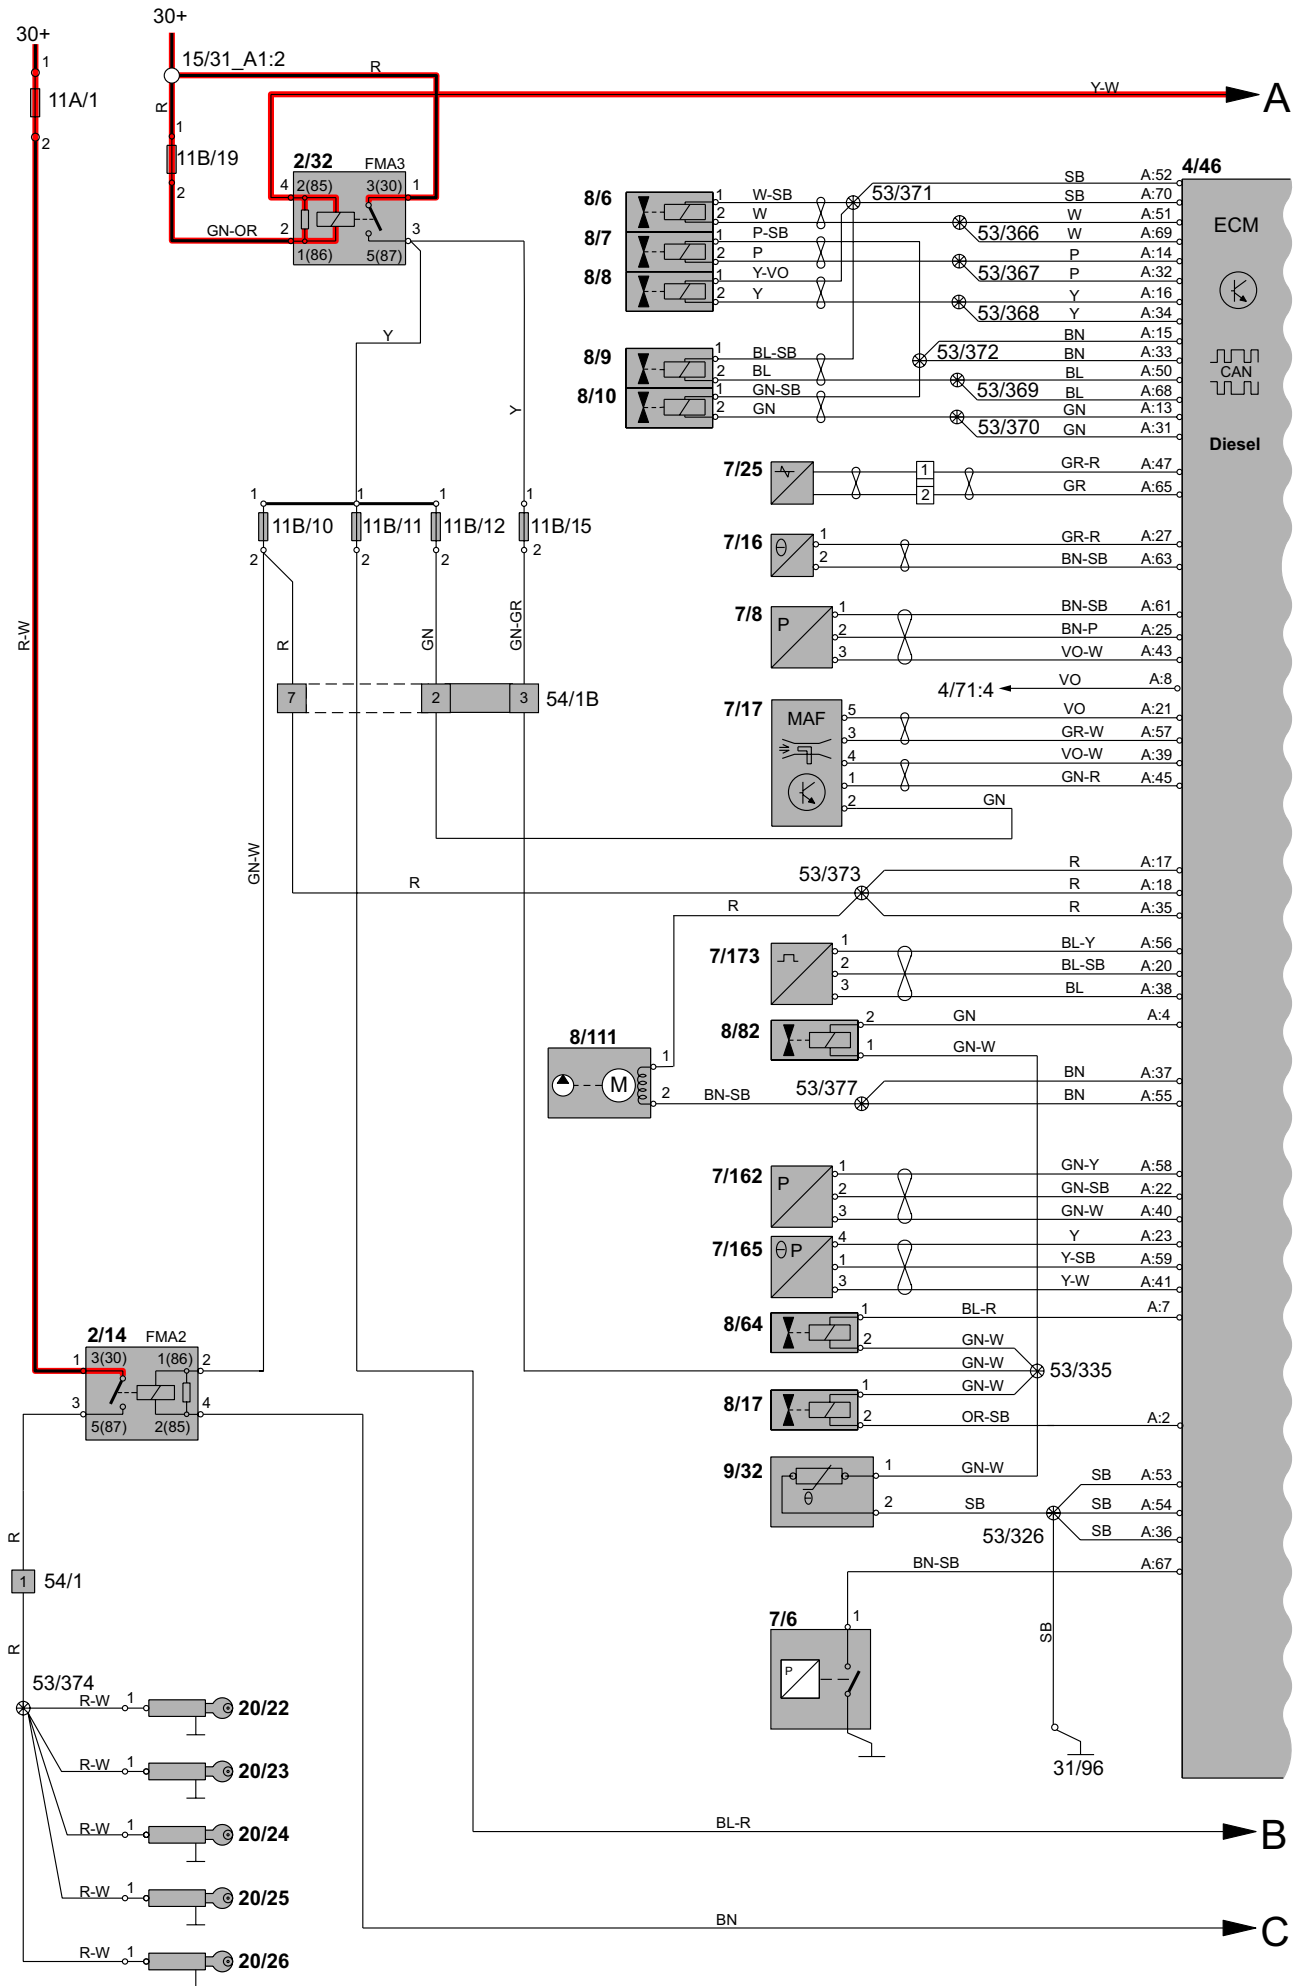 30+
30+
1
11A/1
2
15/31_A1:2
R
R
1
11B/19
2
GN-OR
2/32
FMA3
4
2(85)
3(30)
1
2
1(86)
5(87)
3
Y-W
A
Y
Y
R-W
8/6
1
W-SB
2
W
8/7
1
P-SB
2
P
8/8
1
Y-VO
2
Y
8/9
1
BL-SB
2
BL
8/10
1
GN-SB
2
GN
53/371
53/366
53/367
53/368
53/372
53/369
53/370
4/46
ECM
CAN
Diesel
SB A:52
SB A:70
W A:51
W A:69
P A:14
P A:32
Y A:16
Y A:34
BN A:15
BN A:33
BL A:50
BL A:68
GN A:13
GN A:31
7/25
1
2
GR-R A:47
GR A:65
7/16
θ
1
2
GR-R A:27
BN-SB A:63
7/8
P
1
2
3
BN-SB A:61
BN-P A:25
VO-W A:43
4/71:4
VO A:8
7/17
MAF
5
3
4
1
2
VO A:21
GR-W A:57
VO-W A:39
GN-R A:45
GN
1 1 1 1
11B/10
11B/11
11B/12
11B/15
2 2 2 2
R
GN
GN-GR
7
2
3
54/1B
GN-W
R
53/373
R
R A:17
R A:18
R A:35
7/173
1
2
3
BL-Y A:56
BL-SB A:20
BL A:38
8/82
2
GN A:4
1
GN-W
8/111
M
1
2
BN-SB
53/377
BN A:37
BN A:55
7/162
P
1
2
3
GN-Y A:58
GN-SB A:22
GN-W A:40
7/165
θ P
4
1
3
Y A:23
Y-SB A:59
Y-W A:41
8/64
1
BL-R A:7
2
GN-W
GN-W
53/335
8/17
1
GN-W
2
OR-SB A:2
9/32
θ
1
GN-W
2
SB
53/326
SB A:53
SB A:54
SB A:36
BN-SB A:67
7/6
1
P
SB
31/96
2/14
FMA2
1
3(30)
1(86)
2
3
5(87)
2(85)
4
R
1
54/1
R
53/374
R-W 1 20/22
R-W 1 20/23
R-W 1 20/24
R-W 1 20/25
R-W 1 20/26
BL-R
B
BN
C